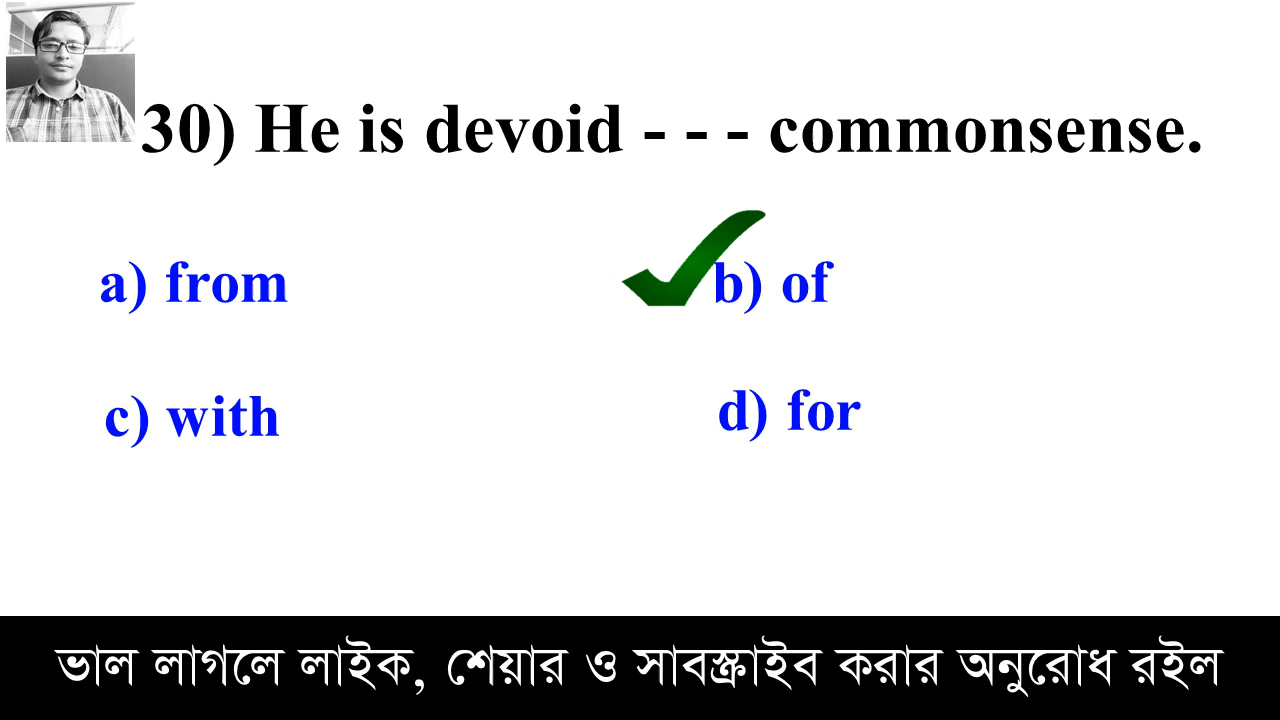 30) He is devoid - - - commonsense.
a) from
b) of
c) with
d) for
ভাল লাগলে লাইক, শেয়ার ও সাবস্ক্রাইব করার অনুরোধ রইল